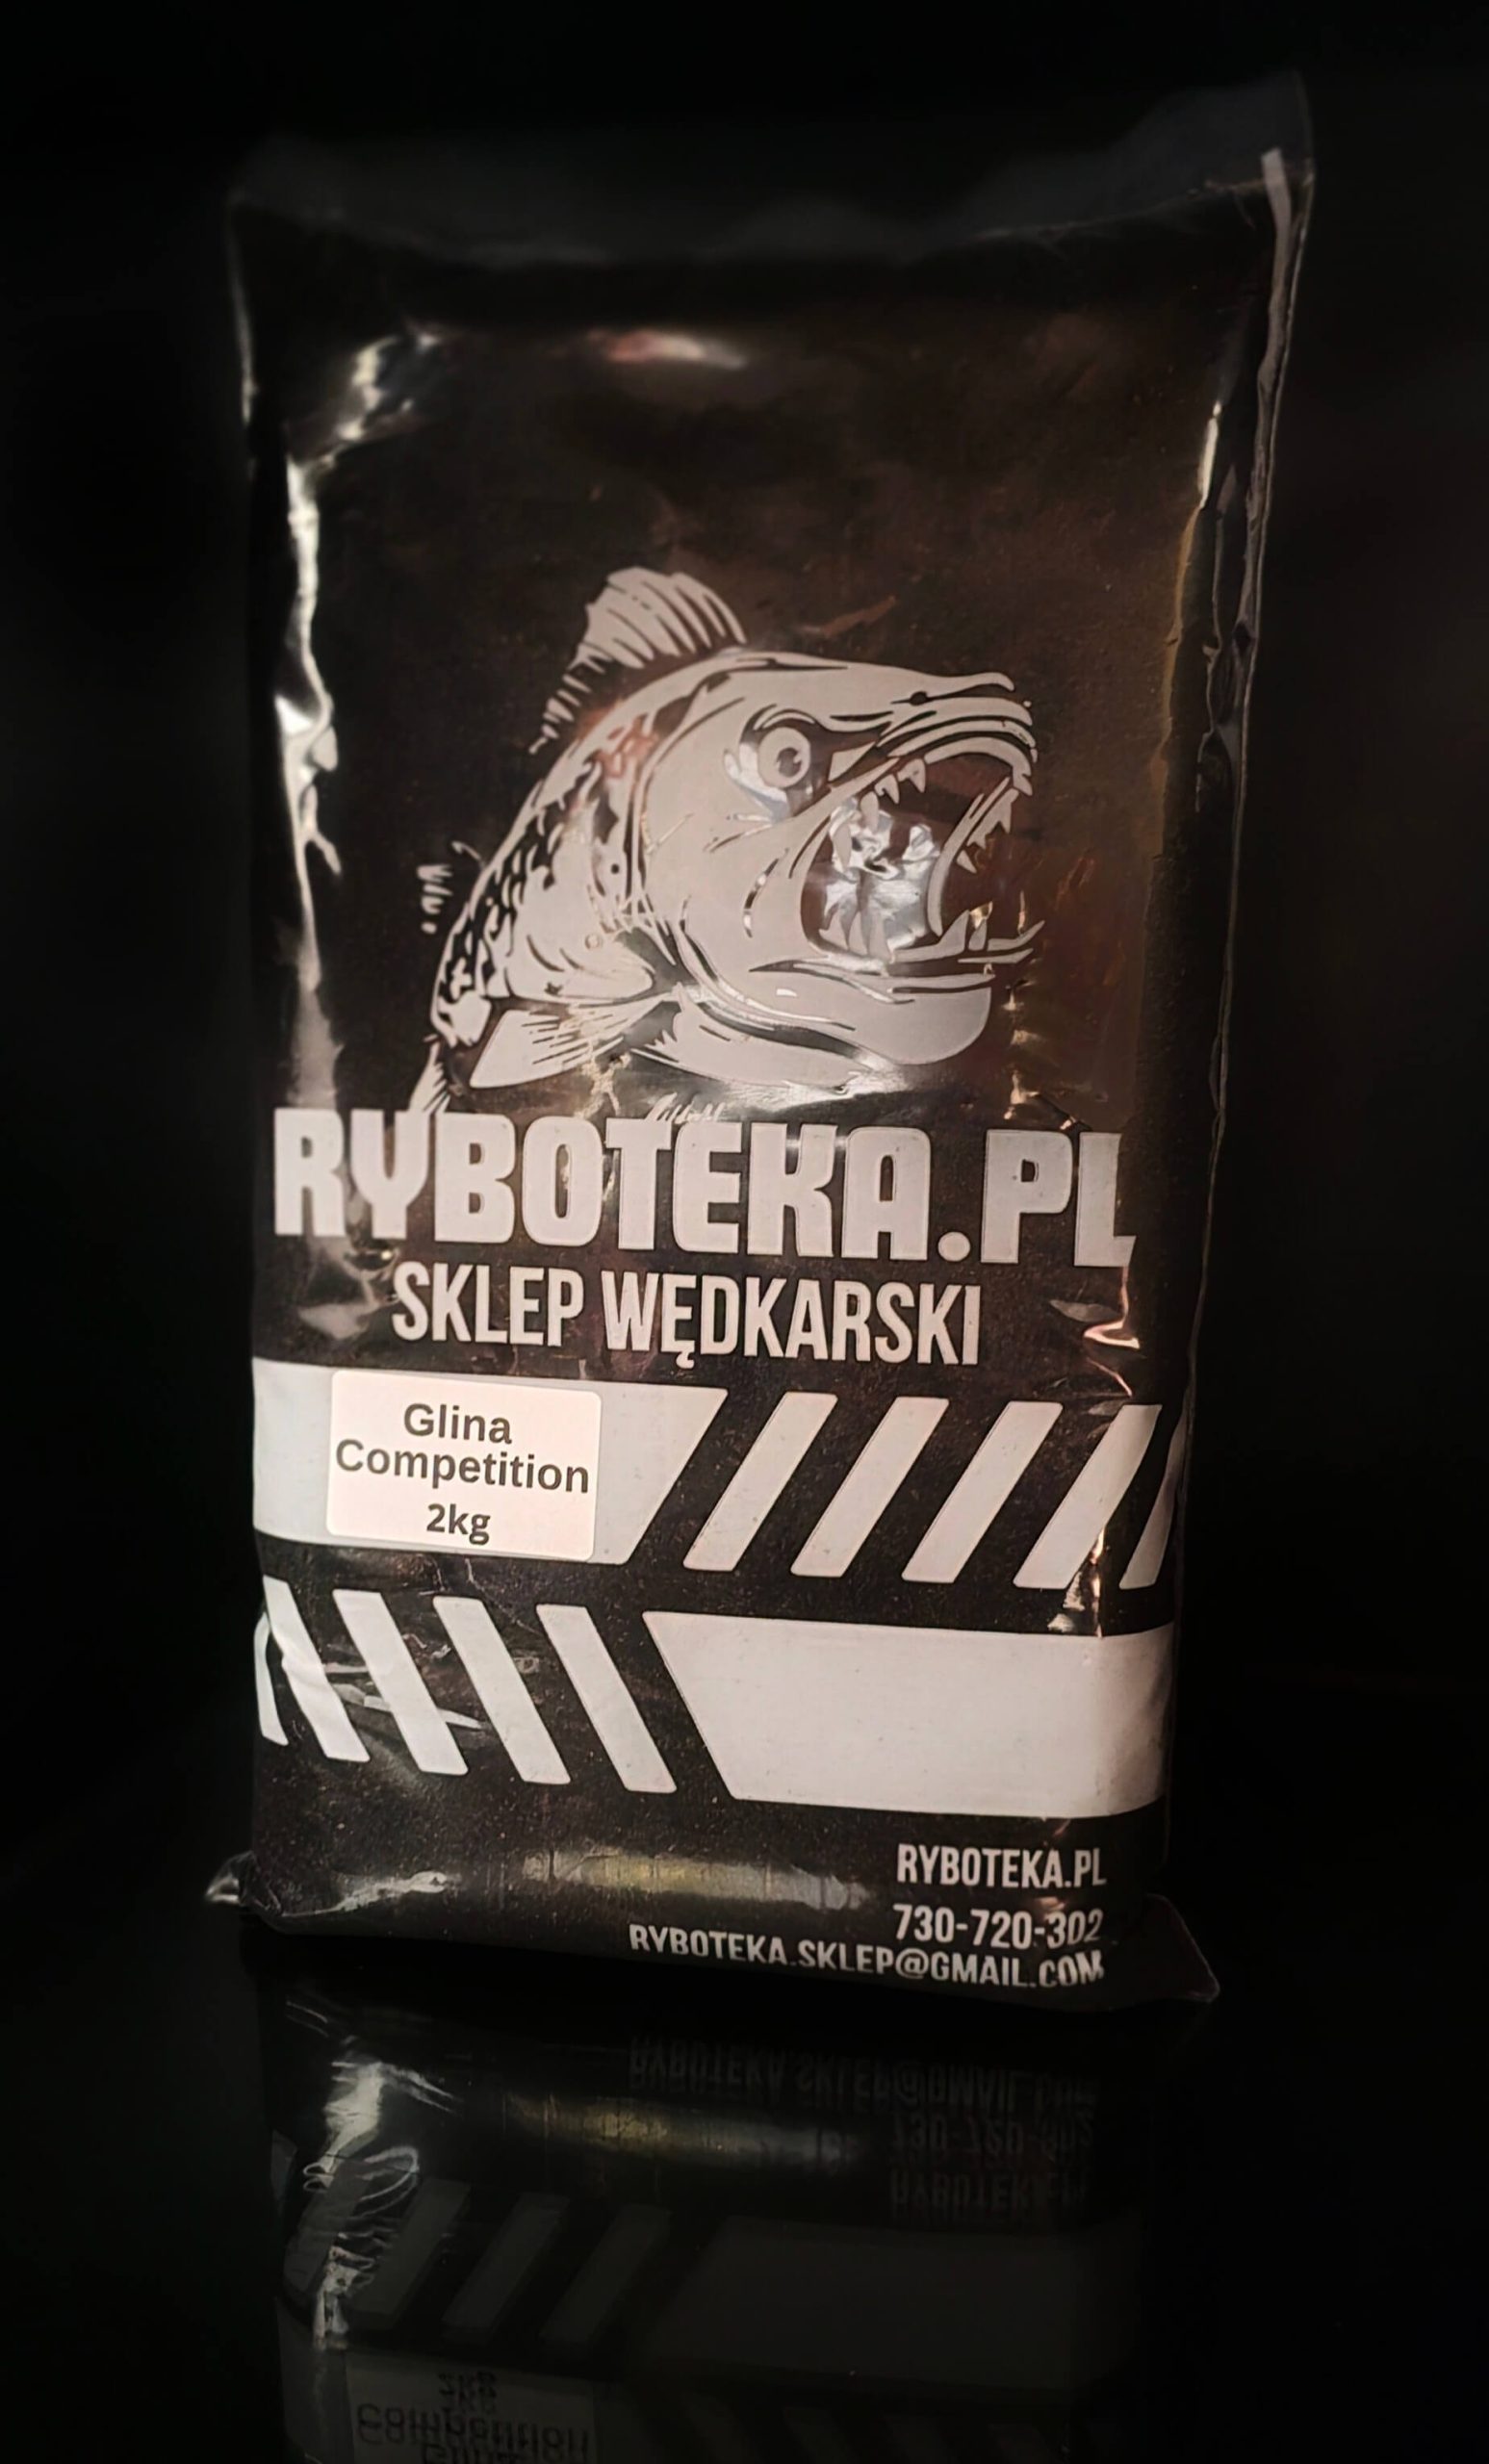 RYBOTEKA.PL
SKLEP WĘDKARSKI
Glina
Competition
2kg
RYBOTEKA.PL
730-720-302
RYBOTEKA.SKLEP@GMAIL.COM